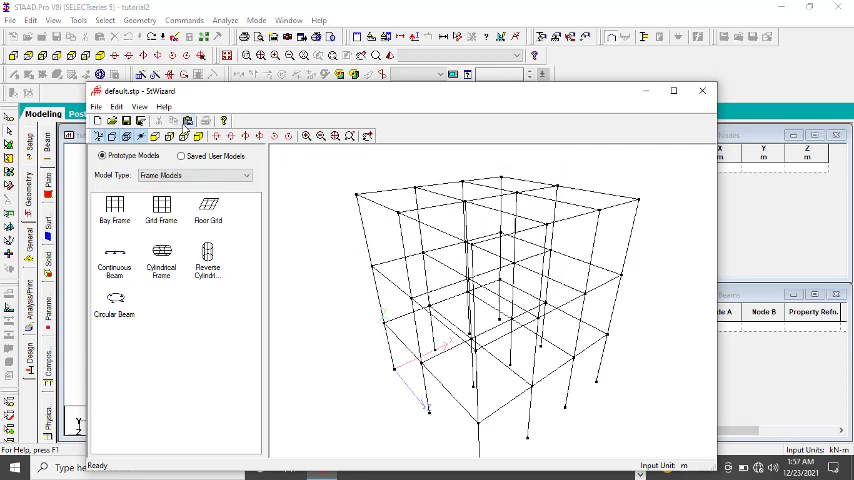 STAAD.Pro V8i (SELECTseries 5) - tutorial2
File Edit View Tools Select Geometry Commands Analyze Mode Window Help
default.stp - StWizard
File Edit View Help
Modeling
Prototype Models Saved User Models
Model Type: Frame Models
Bay Frame Grid Frame Floor Grid
Continuous Beam
Cylindrical Frame
Reverse Cylindri...
Circular Beam
Setup
Geometry
General
Analysis/Print
Design
Beam
Plate
Surf...
Solid
Parame...
Compos...
Physica...
Nodes
X m
Y m
Z m
Beams
Node A Node B Property Refn.
Y
Z
For Help, press F1
Ready
Input Unit: m
Input Units: kN-
Type here
1:57 AM
12/23/2021